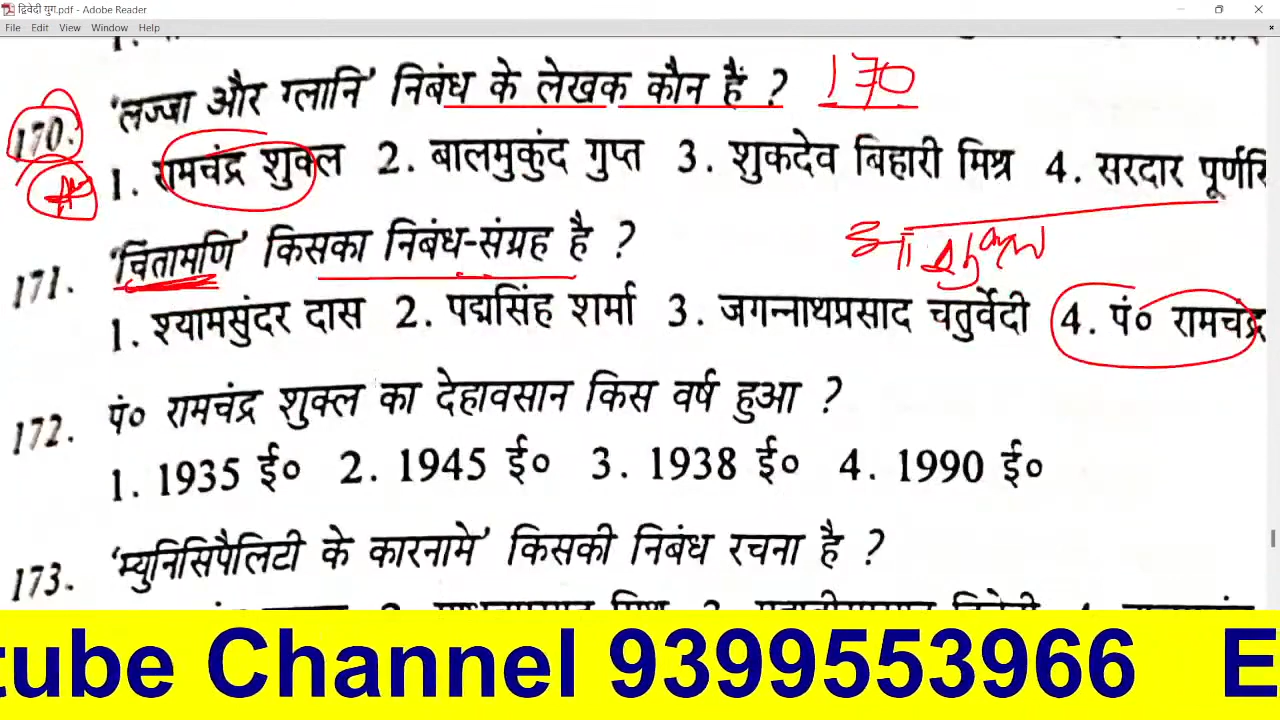 द्विवेदी युग.pdf - Adobe Reader
File Edit View Window Help
170. 'लज्जा और ग्लानि' निबंध के लेखक कौन हैं ? 170
1. रामचंद्र शुक्ल 2. बालमुकुंद गुप्त 3. शुकदेव बिहारी मिश्र 4. सरदार पूर्णसि
171. 'चिंतामणि' किसका निबंध-संग्रह है ?
1. श्यामसुंदर दास 2. पद्मसिंह शर्मा 3. जगन्नाथप्रसाद चतुर्वेदी 4. पं० रामचंद्र
172. पं० रामचंद्र शुक्ल का देहावसान किस वर्ष हुआ ?
1. 1935 ई० 2. 1945 ई० 3. 1938 ई० 4. 1990 ई०
173. 'म्युनिसिपैलिटी के कारनामे' किसकी निबंध रचना है ?
tube Channel 9399553966 E